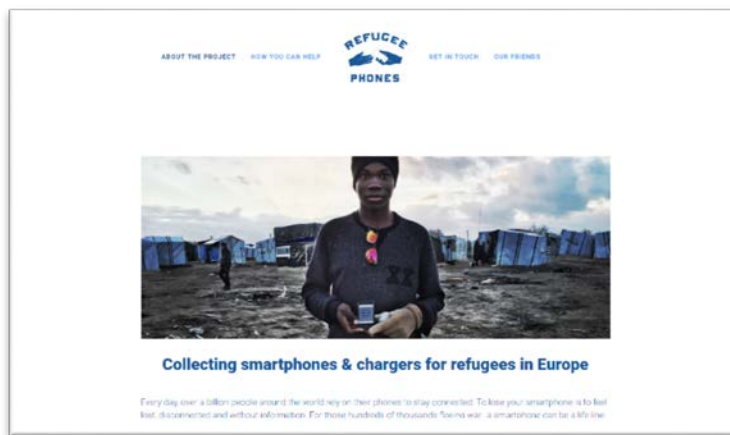 ABOUT THE PROJECT HOW YOU CAN HELP REFUGEE PHONES GET IN TOUCH OUR FRIENDS
Collecting smartphones & chargers for refugees in Europe
Every day, over a billion people around the world rely on their phones to stay connected. To lose your smartphone is to feel
lost, disconnected and without information. For those hundreds of thousands fleeing war, a smartphone can be a life line